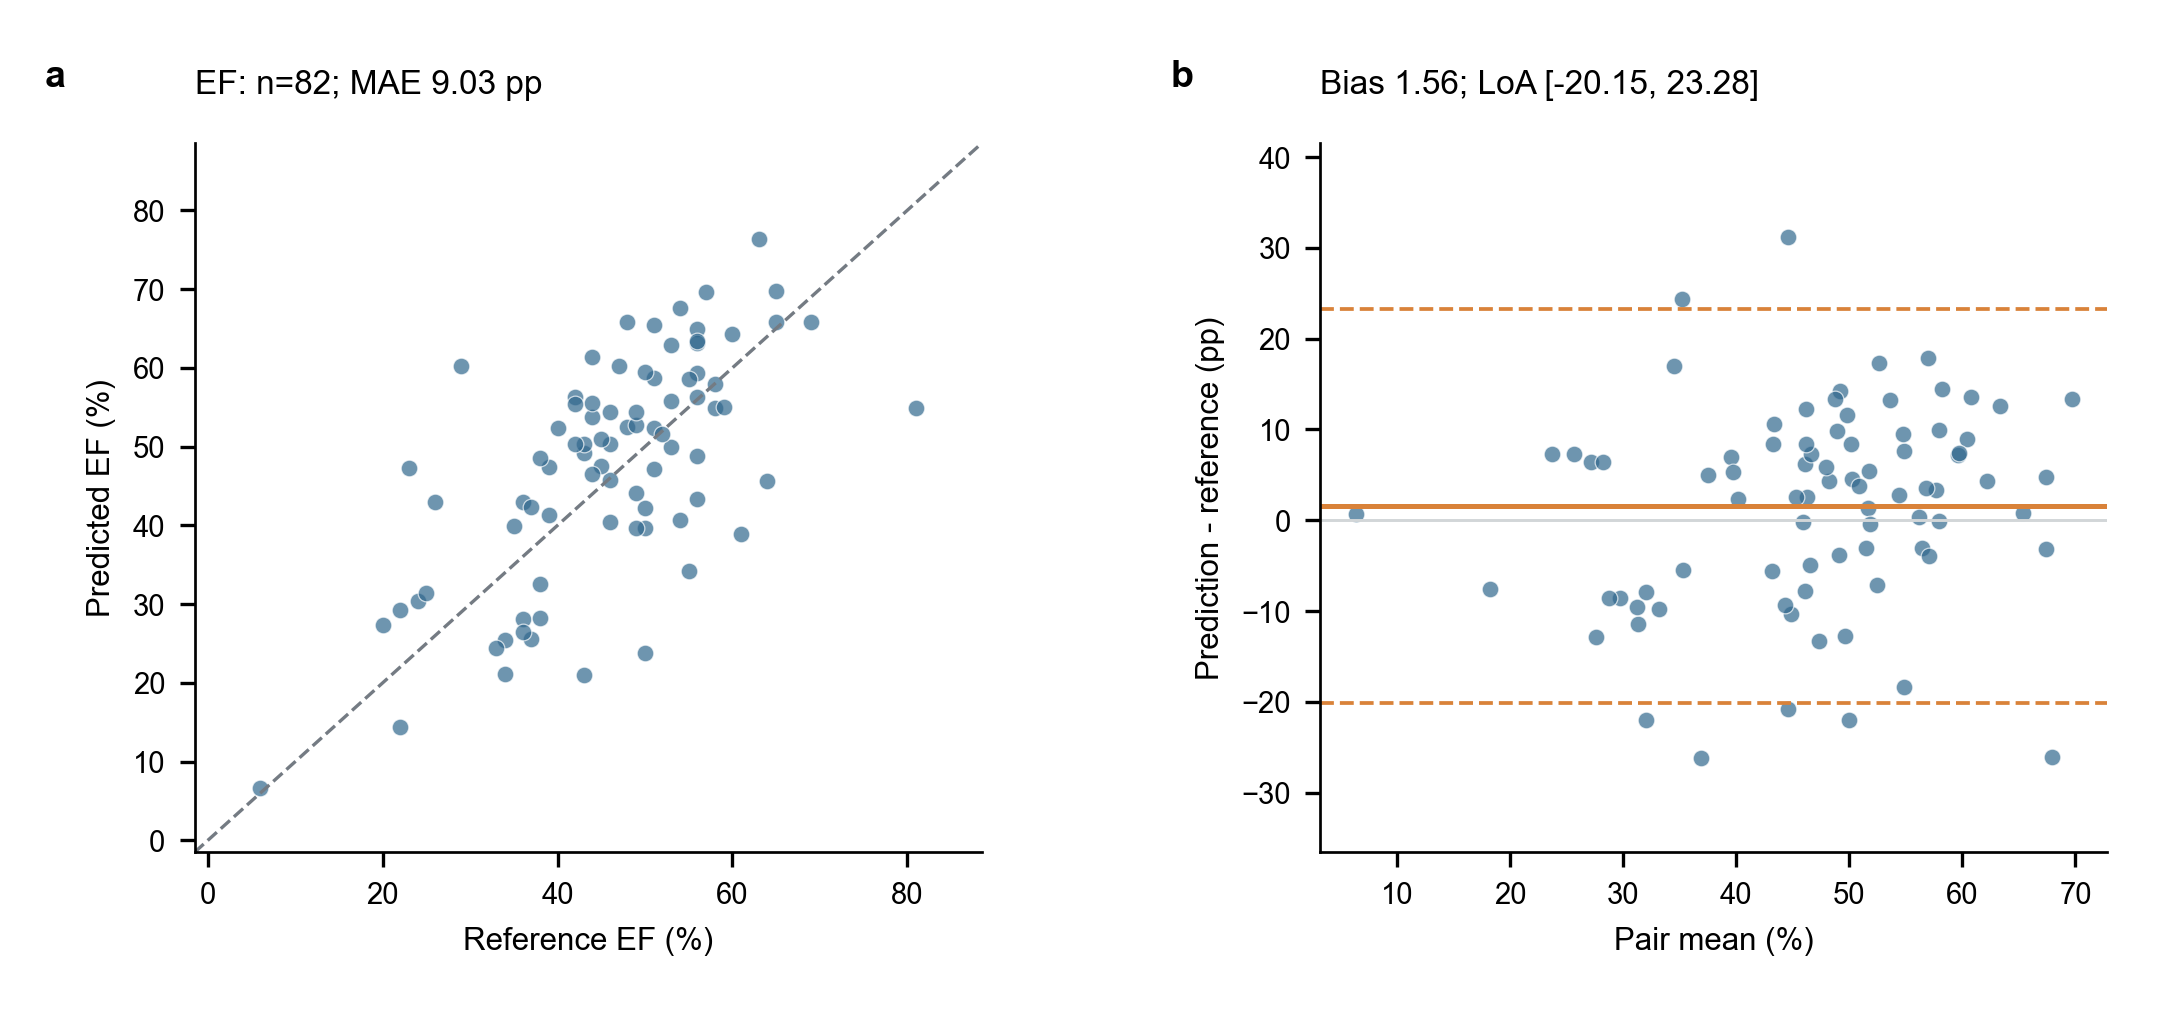 a
EF: n=82; MAE 9.03 pp
80
70
60
50
40
30
20
10
0
Predicted EF (%)
0 20 40 60 80
Reference EF (%)
b
Bias 1.56; LoA [-20.15, 23.28]
40
30
20
10
0
−10
−20
−30
Prediction - reference (pp)
10 20 30 40 50 60 70
Pair mean (%)